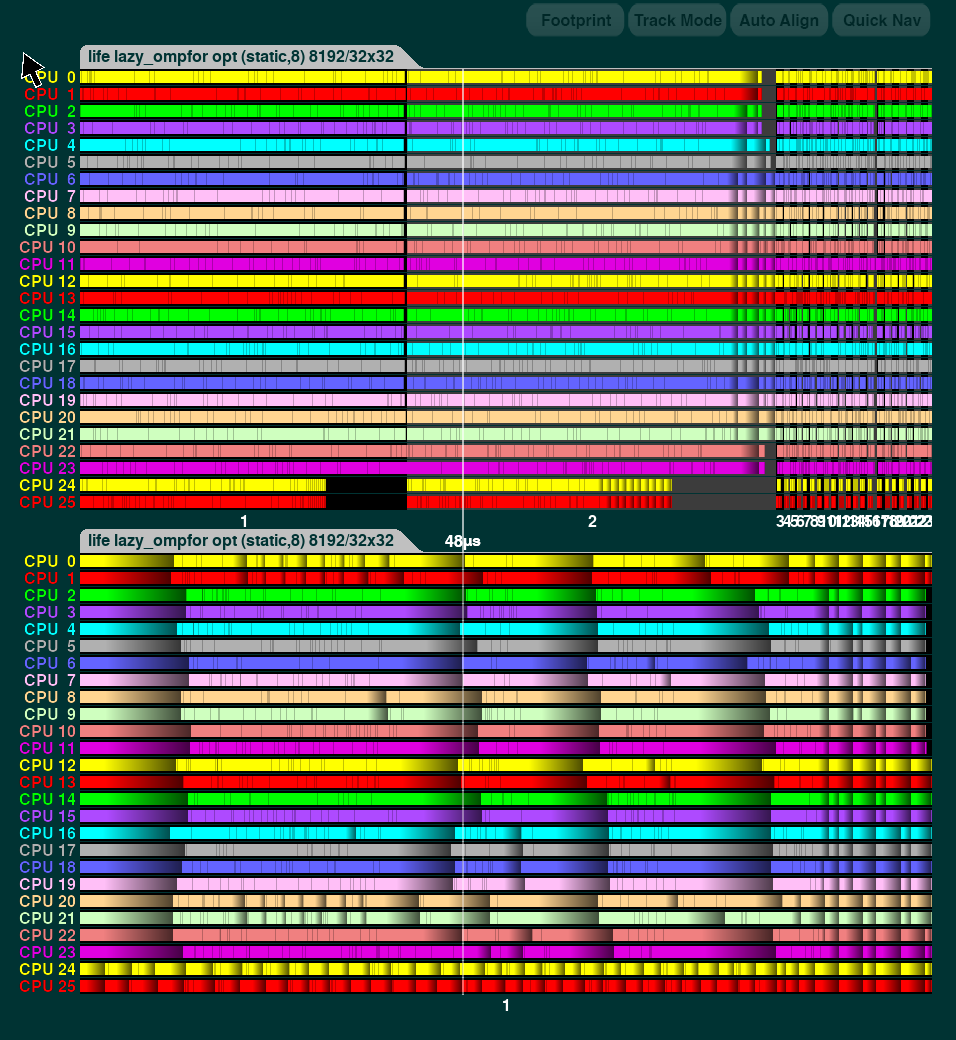 Footprint Track Mode Auto Align Quick Nav
life lazy_ompfor opt (static,8) 8192/32x32
CPU 0
CPU 1
CPU 2
CPU 3
CPU 4
CPU 5
CPU 6
CPU 7
CPU 8
CPU 9
CPU 10
CPU 11
CPU 12
CPU 13
CPU 14
CPU 15
CPU 16
CPU 17
CPU 18
CPU 19
CPU 20
CPU 21
CPU 22
CPU 23
CPU 24
CPU 25
1 2
life lazy_ompfor opt (static,8) 8192/32x32 48µs
CPU 0
CPU 1
CPU 2
CPU 3
CPU 4
CPU 5
CPU 6
CPU 7
CPU 8
CPU 9
CPU 10
CPU 11
CPU 12
CPU 13
CPU 14
CPU 15
CPU 16
CPU 17
CPU 18
CPU 19
CPU 20
CPU 21
CPU 22
CPU 23
CPU 24
CPU 25
1